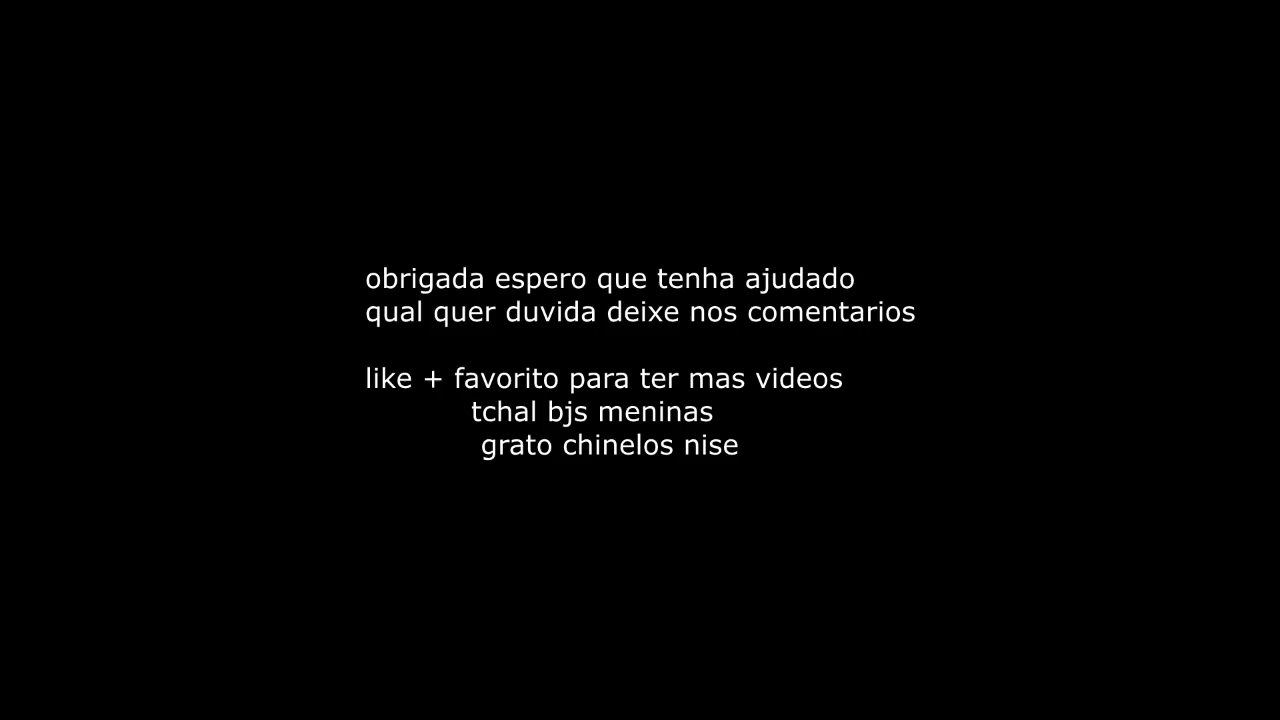 obrigada espero que tenha ajudado
qual quer duvida deixe nos comentarios
like + favorito para ter mas videos
tchal bjs meninas
grato chinelos nise